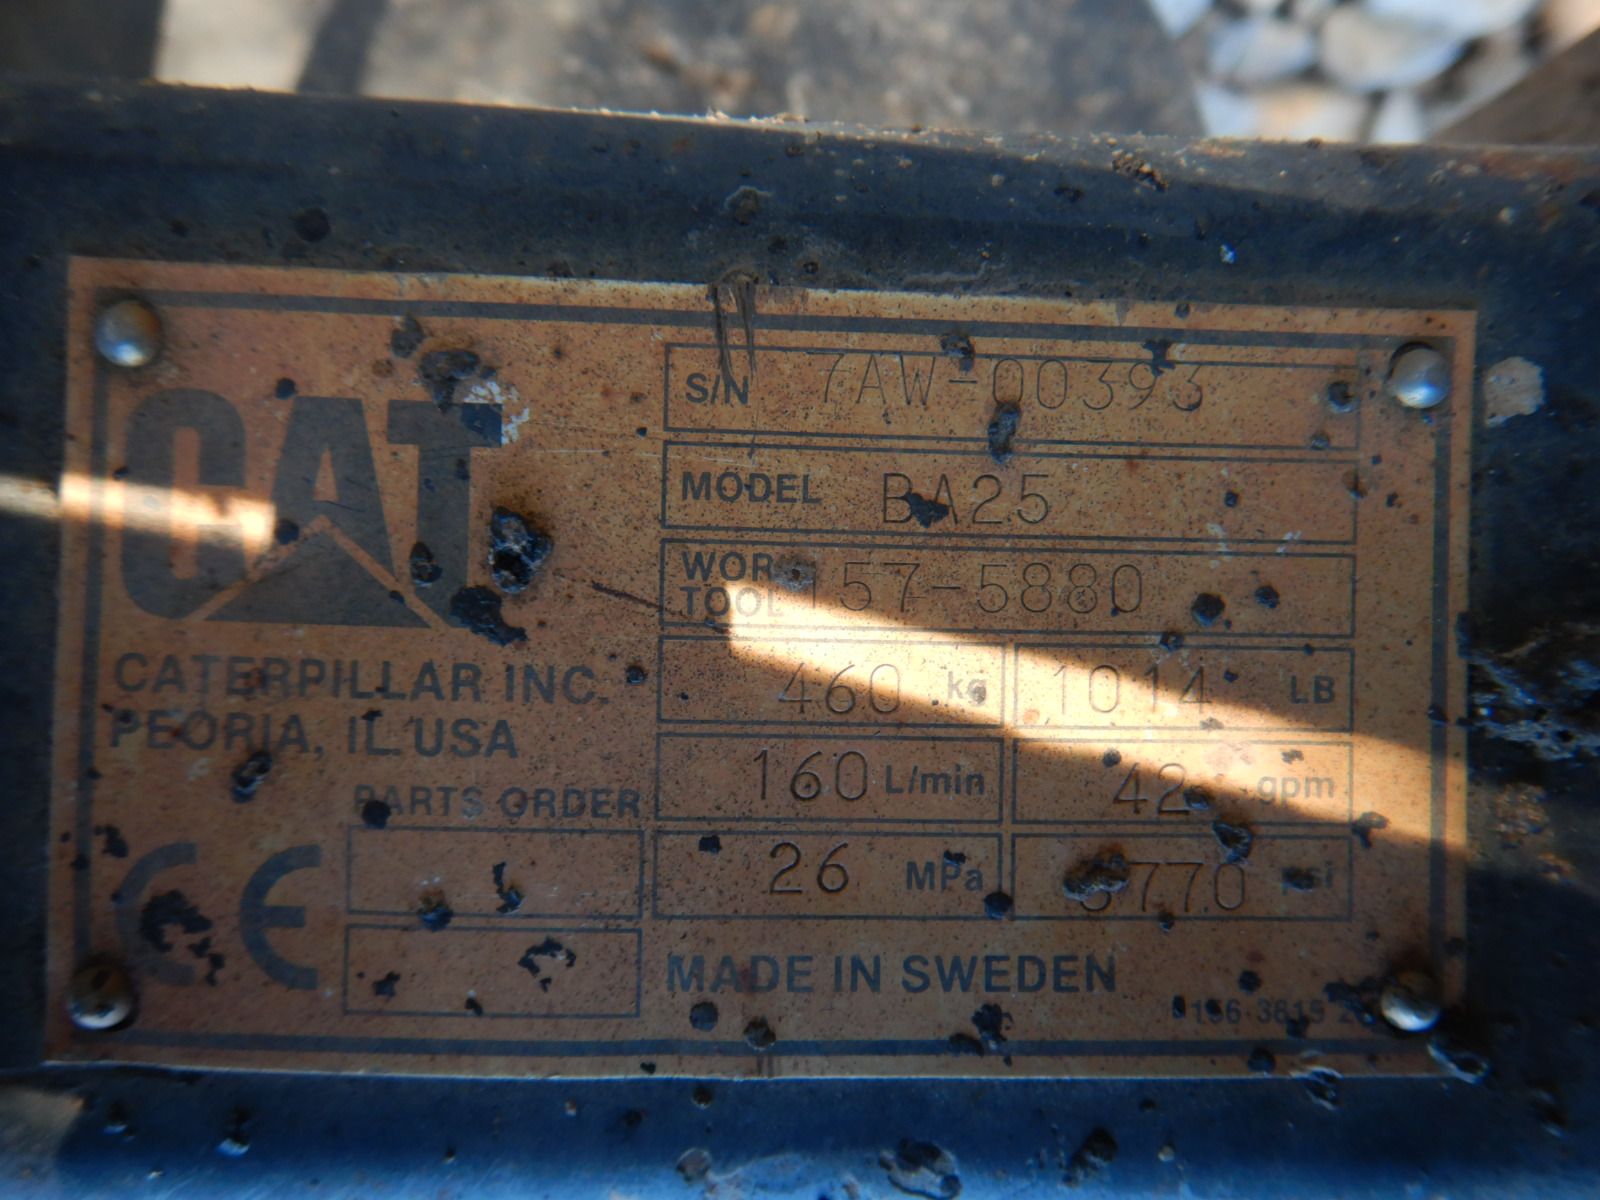 CAT
S/N 7AW-00393
MODEL BA25
WORK TOOL 157-5880
460 kg 1014 LB
CATERPILLAR INC.
PEORIA, IL USA
160 L/min 42 gpm
PARTS ORDER
26 MPa 3770 psi
CE
MADE IN SWEDEN